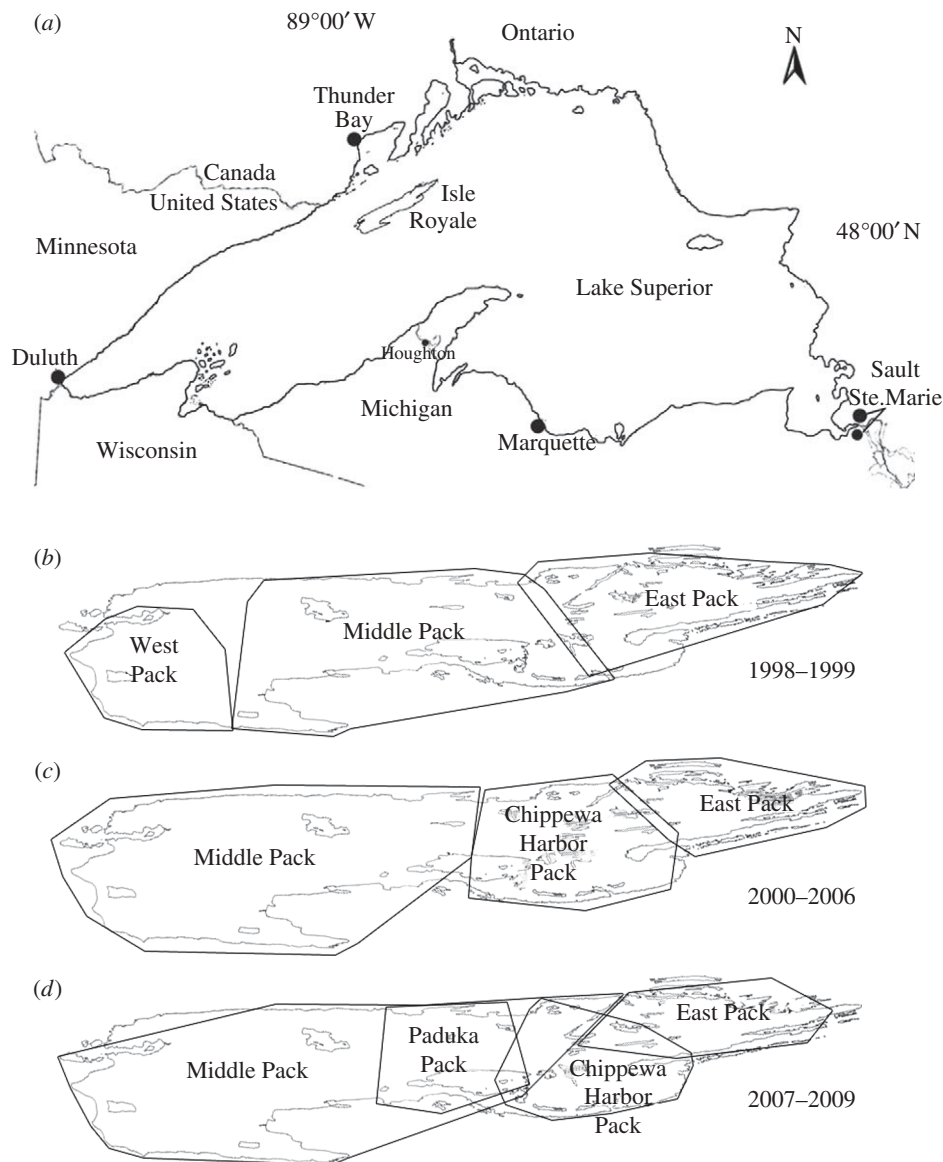 (a)
89°00′ W
Ontario
N
Thunder
Bay
Canada
United States
Isle
Royale
Minnesota
48°00′ N
Lake Superior
Duluth
Houghton
Sault
Ste.Marie
Michigan
Marquette
Wisconsin
(b)
East Pack
Middle Pack
West
Pack
1998–1999
(c)
East Pack
Chippewa
Harbor
Pack
Middle Pack
2000–2006
(d)
East Pack
Paduka
Pack
Middle Pack
Chippewa
Harbor
Pack
2007–2009